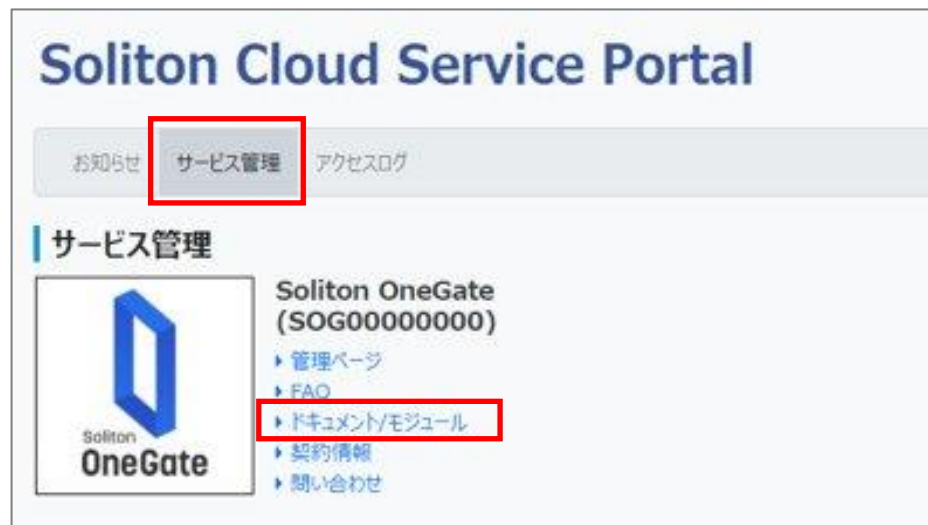 Soliton Cloud Service Portal
お知らせ サービス管理 アクセスログ
サービス管理
Soliton OneGate
(SOG00000000)
管理ページ
FAQ
ドキュメント/モジュール
契約情報
問い合わせ
Soliton
OneGate